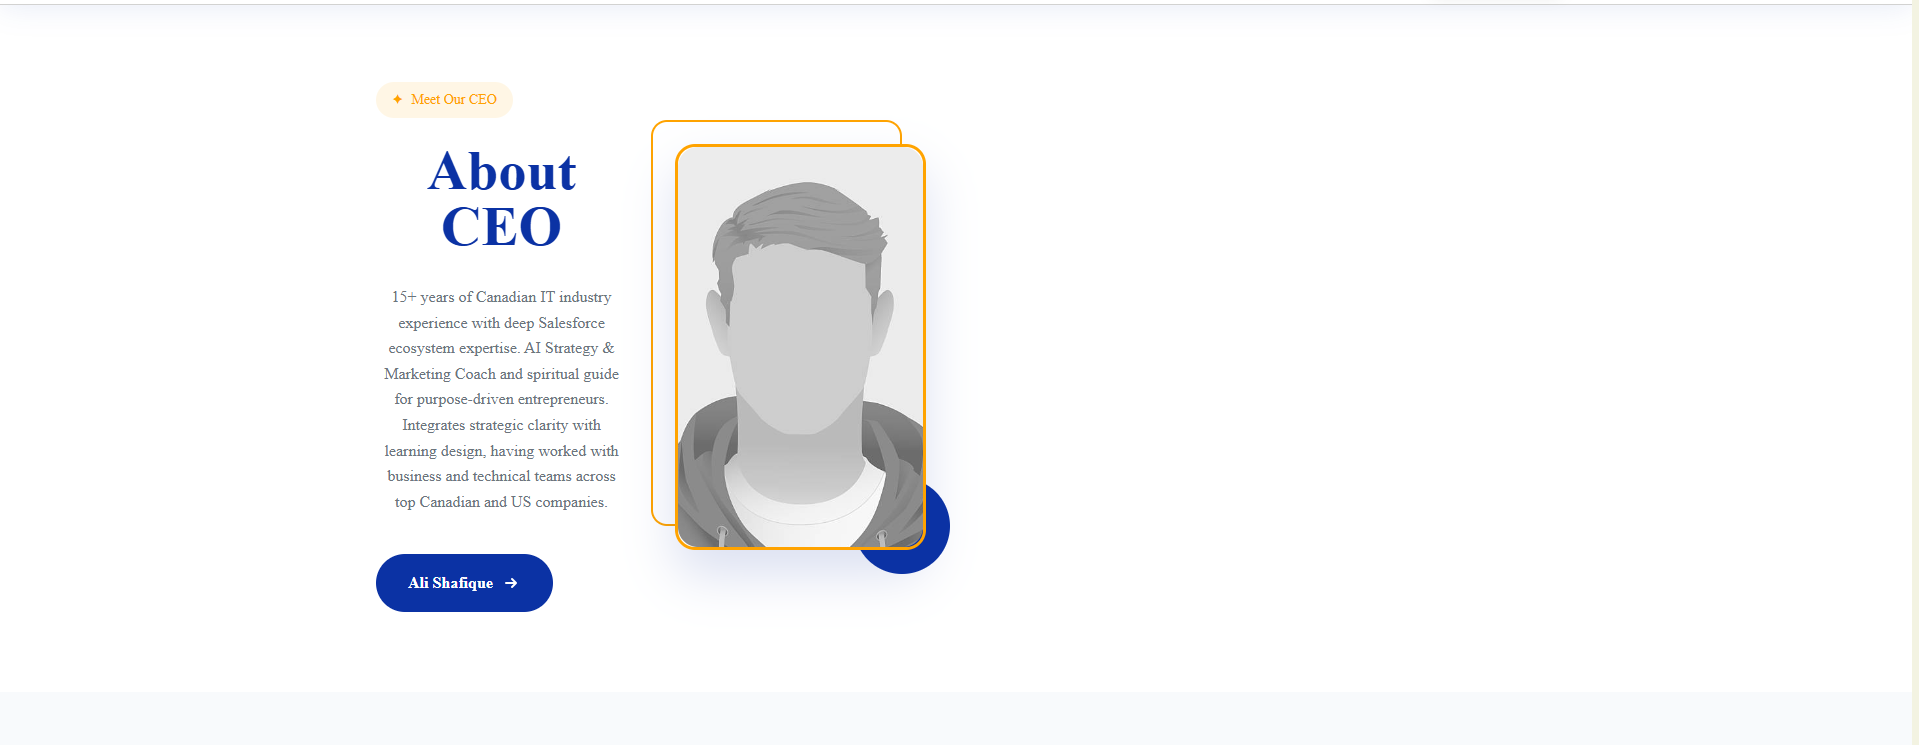 ✦ Meet Our CEO
About
CEO
15+ years of Canadian IT industry
experience with deep Salesforce
ecosystem expertise. AI Strategy &
Marketing Coach and spiritual guide
for purpose-driven entrepreneurs.
Integrates strategic clarity with
learning design, having worked with
business and technical teams across
top Canadian and US companies.
Ali Shafique →